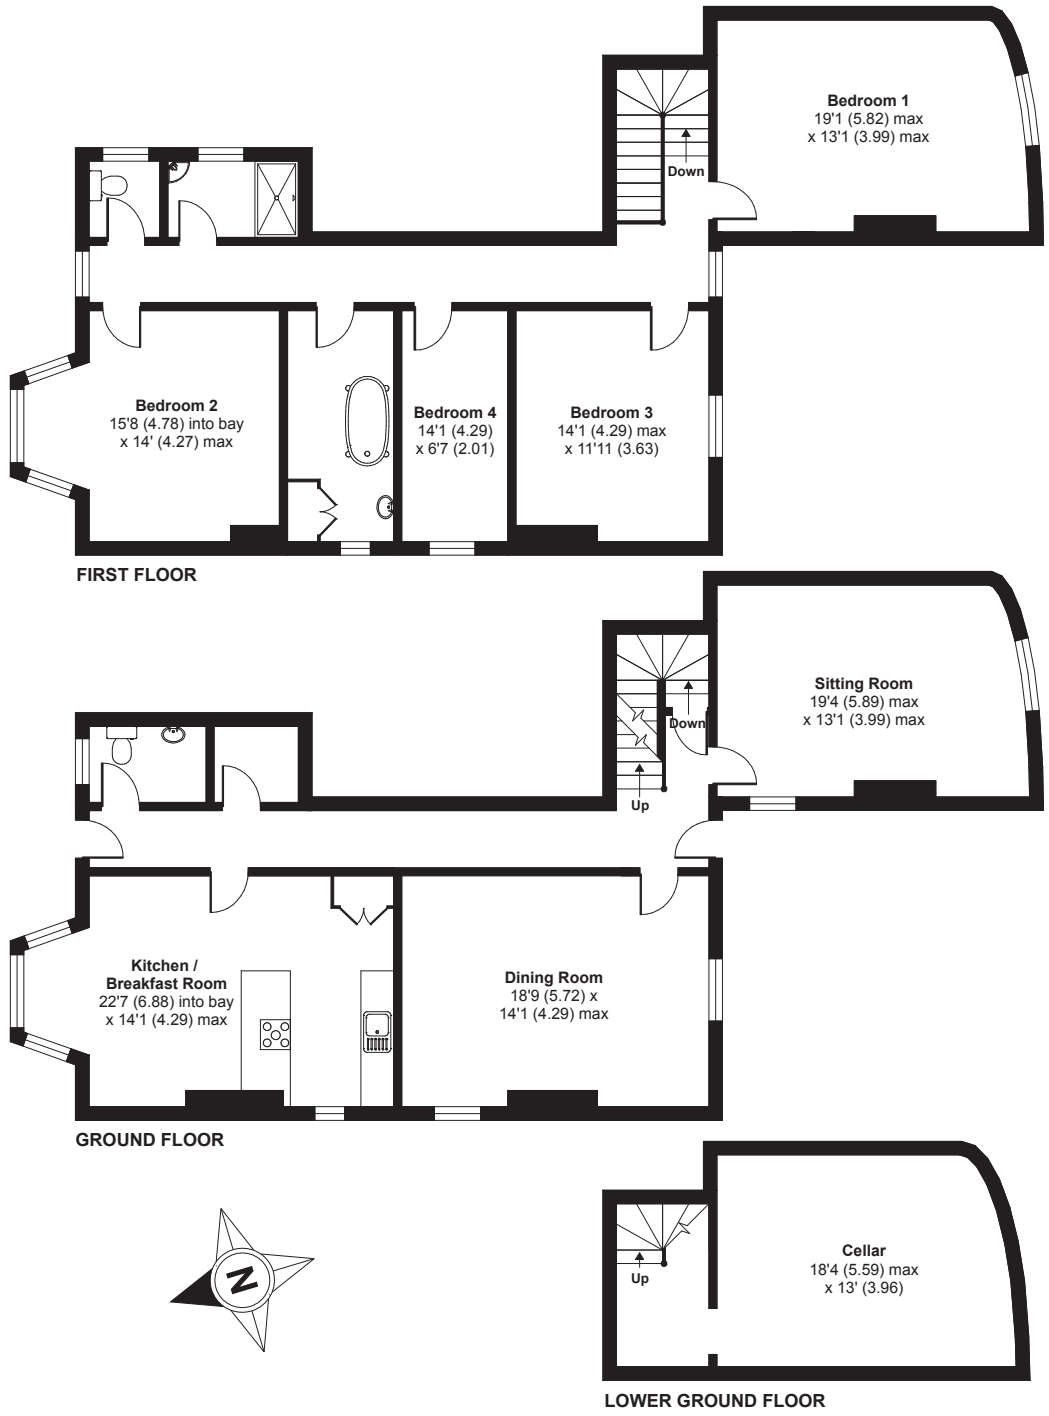 Bedroom 1
19'1 (5.82) max
x 13'1 (3.99) max
Down
Bedroom 2
15'8 (4.78) into bay
x 14' (4.27) max
Bedroom 4
14'1 (4.29)
x 6'7 (2.01)
Bedroom 3
14'1 (4.29) max
x 11'11 (3.63)
FIRST FLOOR
Sitting Room
19'4 (5.89) max
x 13'1 (3.99) max
Down
Up
Kitchen /
Breakfast Room
22'7 (6.88) into bay
x 14'1 (4.29) max
Dining Room
18'9 (5.72) x
14'1 (4.29) max
GROUND FLOOR
N
Cellar
18'4 (5.59) max
x 13' (3.96)
Up
LOWER GROUND FLOOR